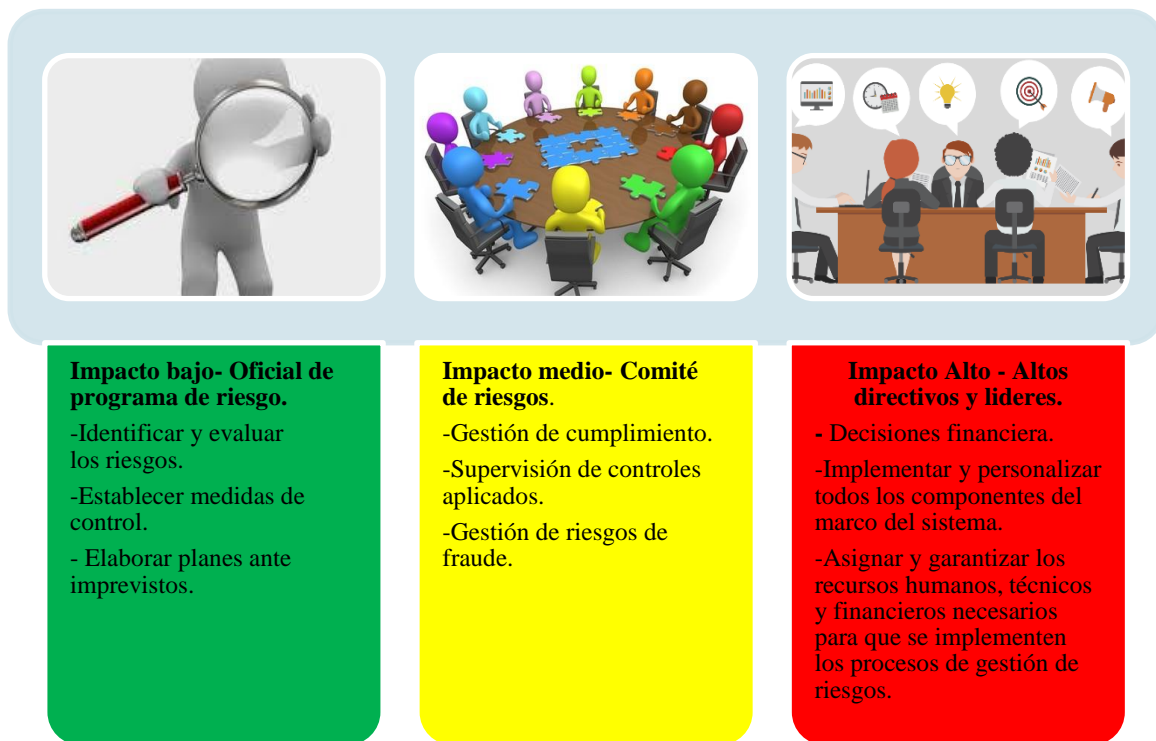 Impacto bajo- Oficial de
programa de riesgo.
-Identificar y evaluar
los riesgos.
-Establecer medidas de
control.
- Elaborar planes ante
imprevistos.
Impacto medio- Comité
de riesgos.
-Gestión de cumplimiento.
-Supervisión de controles
aplicados.
-Gestión de riesgos de
fraude.
Impacto Alto - Altos
directivos y lideres.
- Decisiones financiera.
-Implementar y personalizar
todos los componentes del
marco del sistema.
-Asignar y garantizar los
recursos humanos, técnicos
y financieros necesarios
para que se implementen
los procesos de gestión de
riesgos.